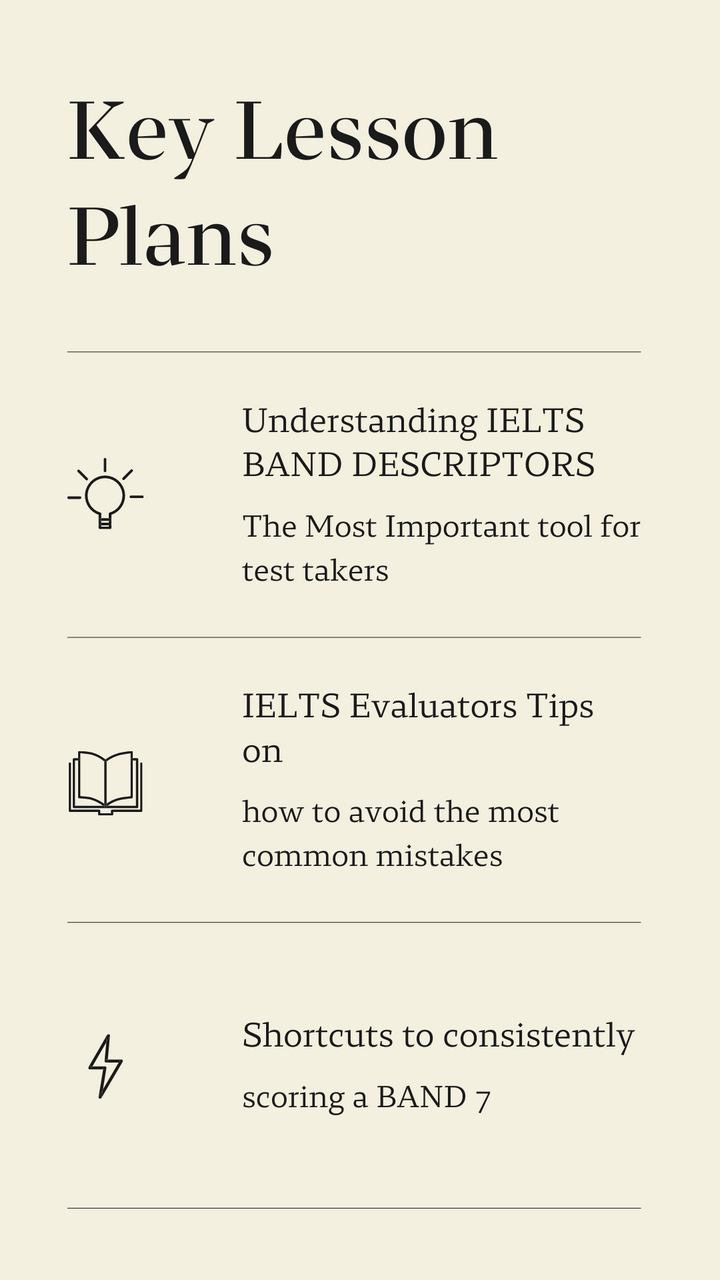 Key Lesson
Plans
Understanding IELTS
BAND DESCRIPTORS
The Most Important tool for
test takers
IELTS Evaluators Tips
on
how to avoid the most
common mistakes
Shortcuts to consistently
scoring a BAND 7